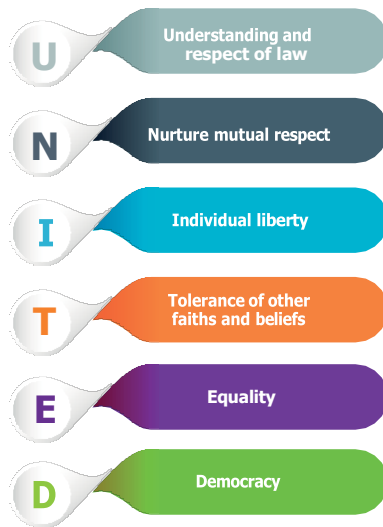 U
Understanding and
respect of law
N
Nurture mutual respect
I
Individual liberty
T
Tolerance of other
faiths and beliefs
E
Equality
D
Democracy